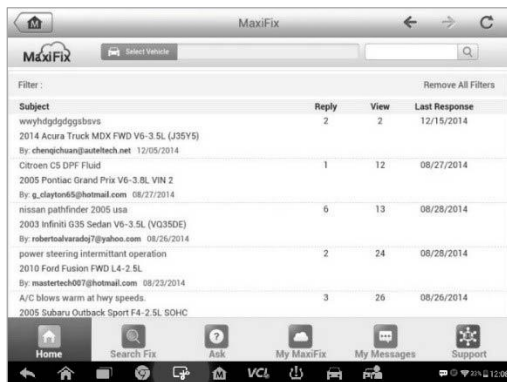 MaxiFix
MaxiFix
Select Vehicle
Filter :
Remove All Filters
Subject Reply View Last Response
wwyhdgdgdggsbsvs 2 2 12/15/2014
2014 Acura Truck MDX FWD V6-3.5L (J35Y5)
By: chenqichuan@auteltech.net 12/05/2014
Citroen C5 DPF Fluid 1 12 08/27/2014
2005 Pontiac Grand Prix V6-3.8L VIN 2
By: g_clayton65@hotmail.com 08/27/2014
nissan pathfinder 2005 usa 6 13 08/28/2014
2003 Infiniti G35 Sedan V6-3.5L (VQ35DE)
By: robertoalvaradoj7@yahoo.com 08/26/2014
power steering intermittant operation 2 24 08/28/2014
2010 Ford Fusion FWD L4-2.5L
By: mastertech007@hotmail.com 08/23/2014
A/C blows warm at hwy speeds. 3 26 08/26/2014
2005 Subaru Outback Sport F4-2.5L SOHC
Home Search Fix Ask My MaxiFix My Messages Support
VCI 23% 12:08